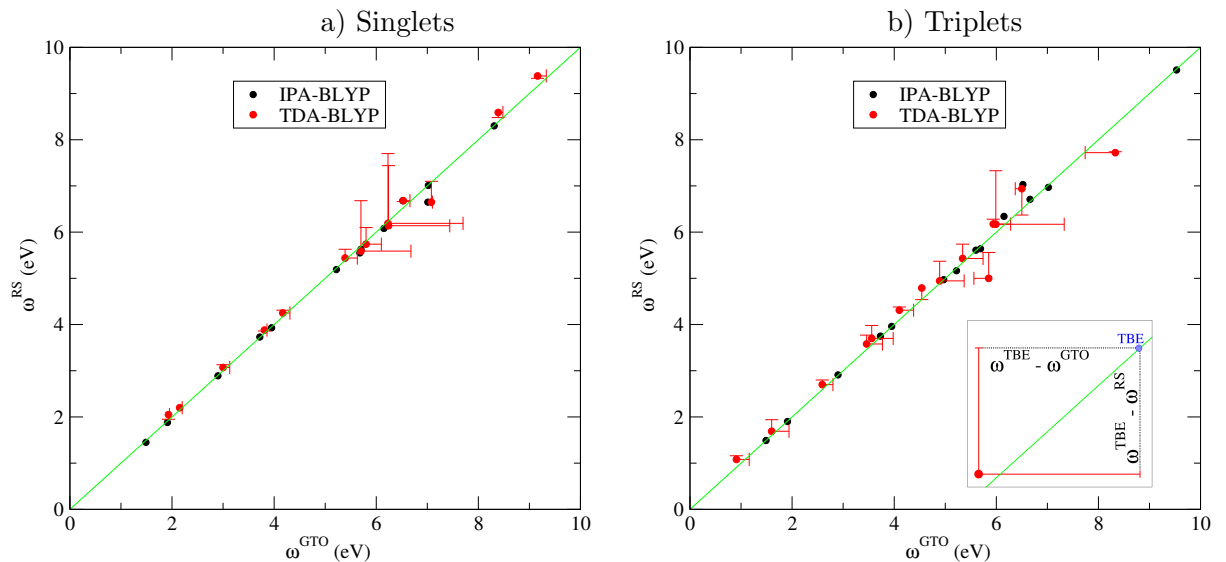 a) Singlets
10
8
6
4
2
0
ω^RS (eV)
IPA-BLYP
TDA-BLYP
0 2 4 6 8 10
ω^GTO (eV)
b) Triplets
10
8
6
4
2
0
ω^RS (eV)
IPA-BLYP
TDA-BLYP
TBE
ω^TBE - ω^GTO
ω^TBE - ω^RS
0 2 4 6 8 10
ω^GTO (eV)